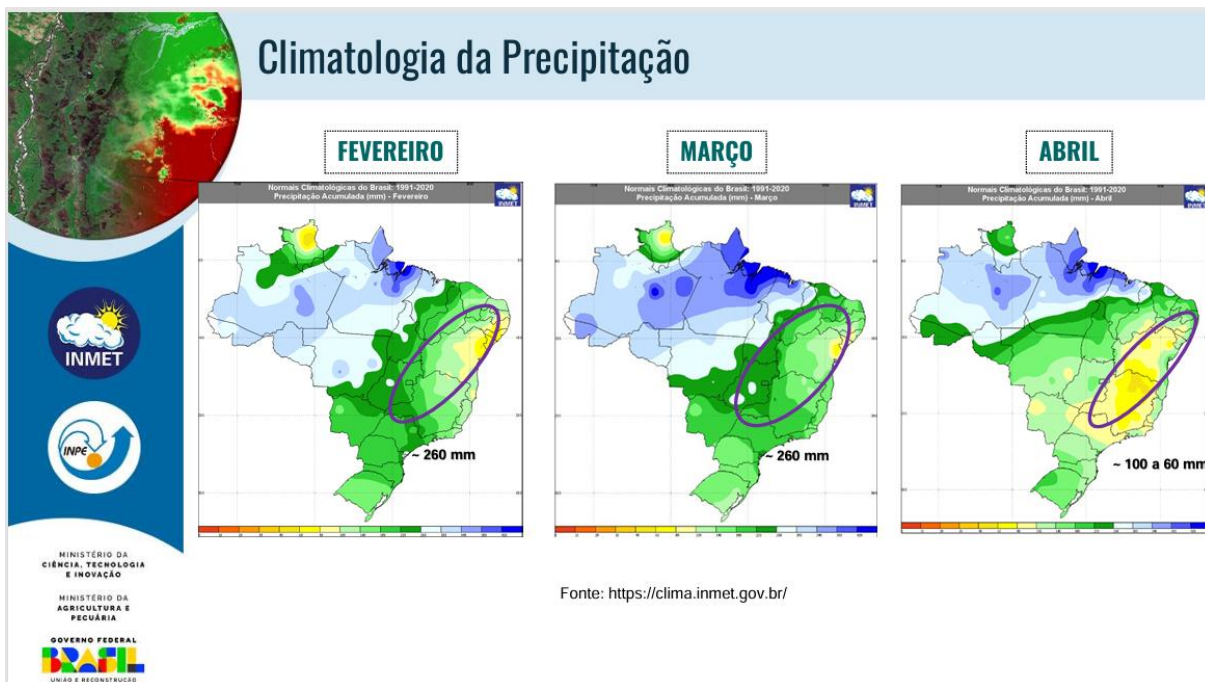 Climatologia da Precipitação
FEVEREIRO
MARÇO
ABRIL
Normais Climatológicas do Brasil: 1991-2020
Precipitação Acumulada (mm) - Fevereiro
INMET
Normais Climatológicas do Brasil: 1991-2020
Precipitação Acumulada (mm) - Março
INMET
Normais Climatológicas do Brasil: 1991-2020
Precipitação Acumulada (mm) - Abril
INMET
~ 260 mm
~ 260 mm
~ 100 a 60 mm
Fonte: https://clima.inmet.gov.br/
INMET
INPE
MINISTÉRIO DA
CIÊNCIA, TECNOLOGIA
E INOVAÇÃO
MINISTÉRIO DA
AGRICULTURA E
PECUÁRIA
GOVERNO FEDERAL
BRASIL
UNIÃO E RECONSTRUÇÃO